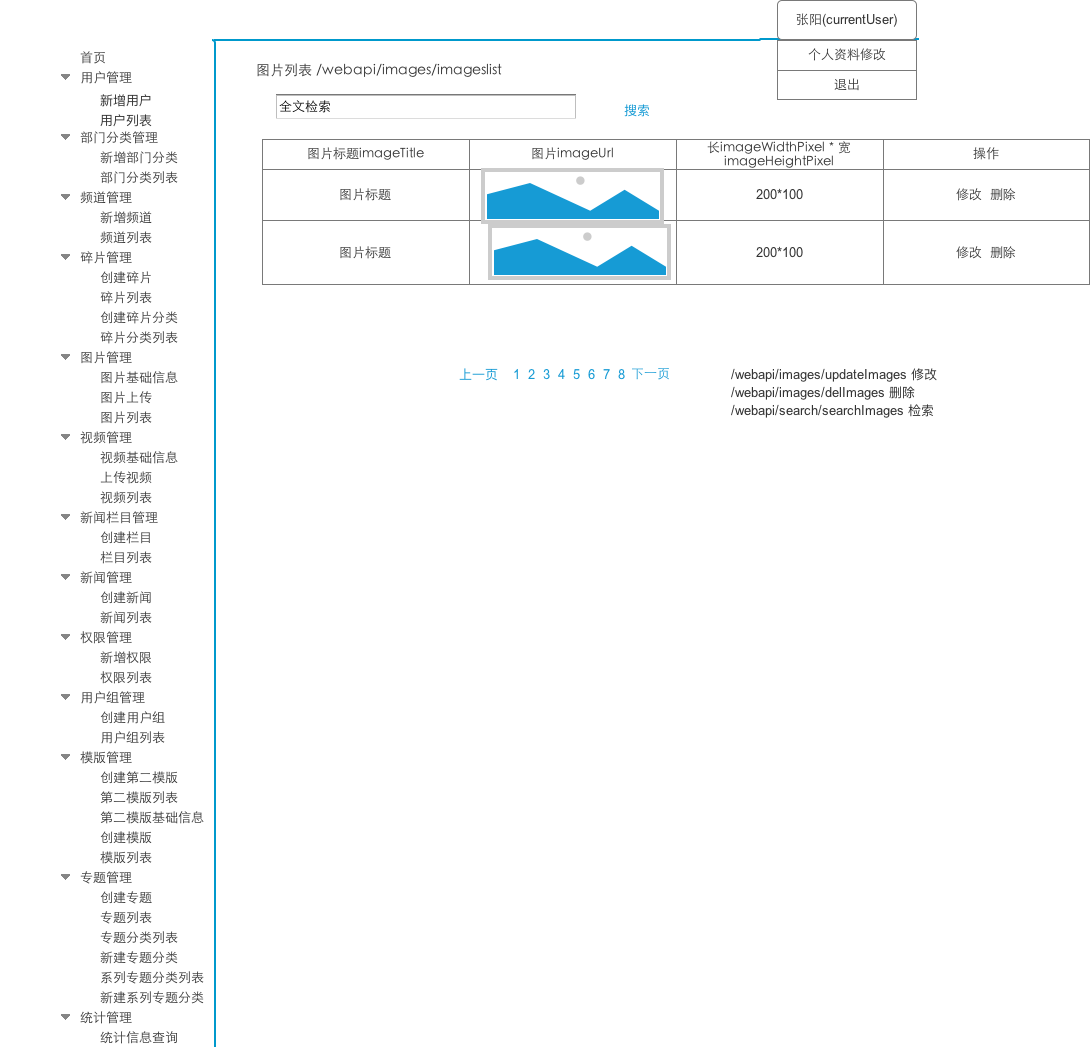 张阳(currentUser)
个人资料修改
退出
首页
用户管理
新增用户
用户列表
部门分类管理
新增部门分类
部门分类列表
频道管理
新增频道
频道列表
碎片管理
创建碎片
碎片列表
创建碎片分类
碎片分类列表
图片管理
图片基础信息
图片上传
图片列表
视频管理
视频基础信息
上传视频
视频列表
新闻栏目管理
创建栏目
栏目列表
新闻管理
创建新闻
新闻列表
权限管理
新增权限
权限列表
用户组管理
创建用户组
用户组列表
模版管理
创建第二模版
第二模版列表
第二模版基础信息
创建模版
模版列表
专题管理
创建专题
专题列表
专题分类列表
新建专题分类
系列专题分类列表
新建系列专题分类
统计管理
统计信息查询
图片列表 /webapi/images/imageslist
全文检索 搜索
图片标题imageTitle 图片imageUrl 长imageWidthPixel * 宽
imageHeightPixel 操作
图片标题 200*100 修改 删除
图片标题 200*100 修改 删除
上一页 1 2 3 4 5 6 7 8 下一页
/webapi/images/updateImages 修改
/webapi/images/delImages 删除
/webapi/search/searchImages 检索